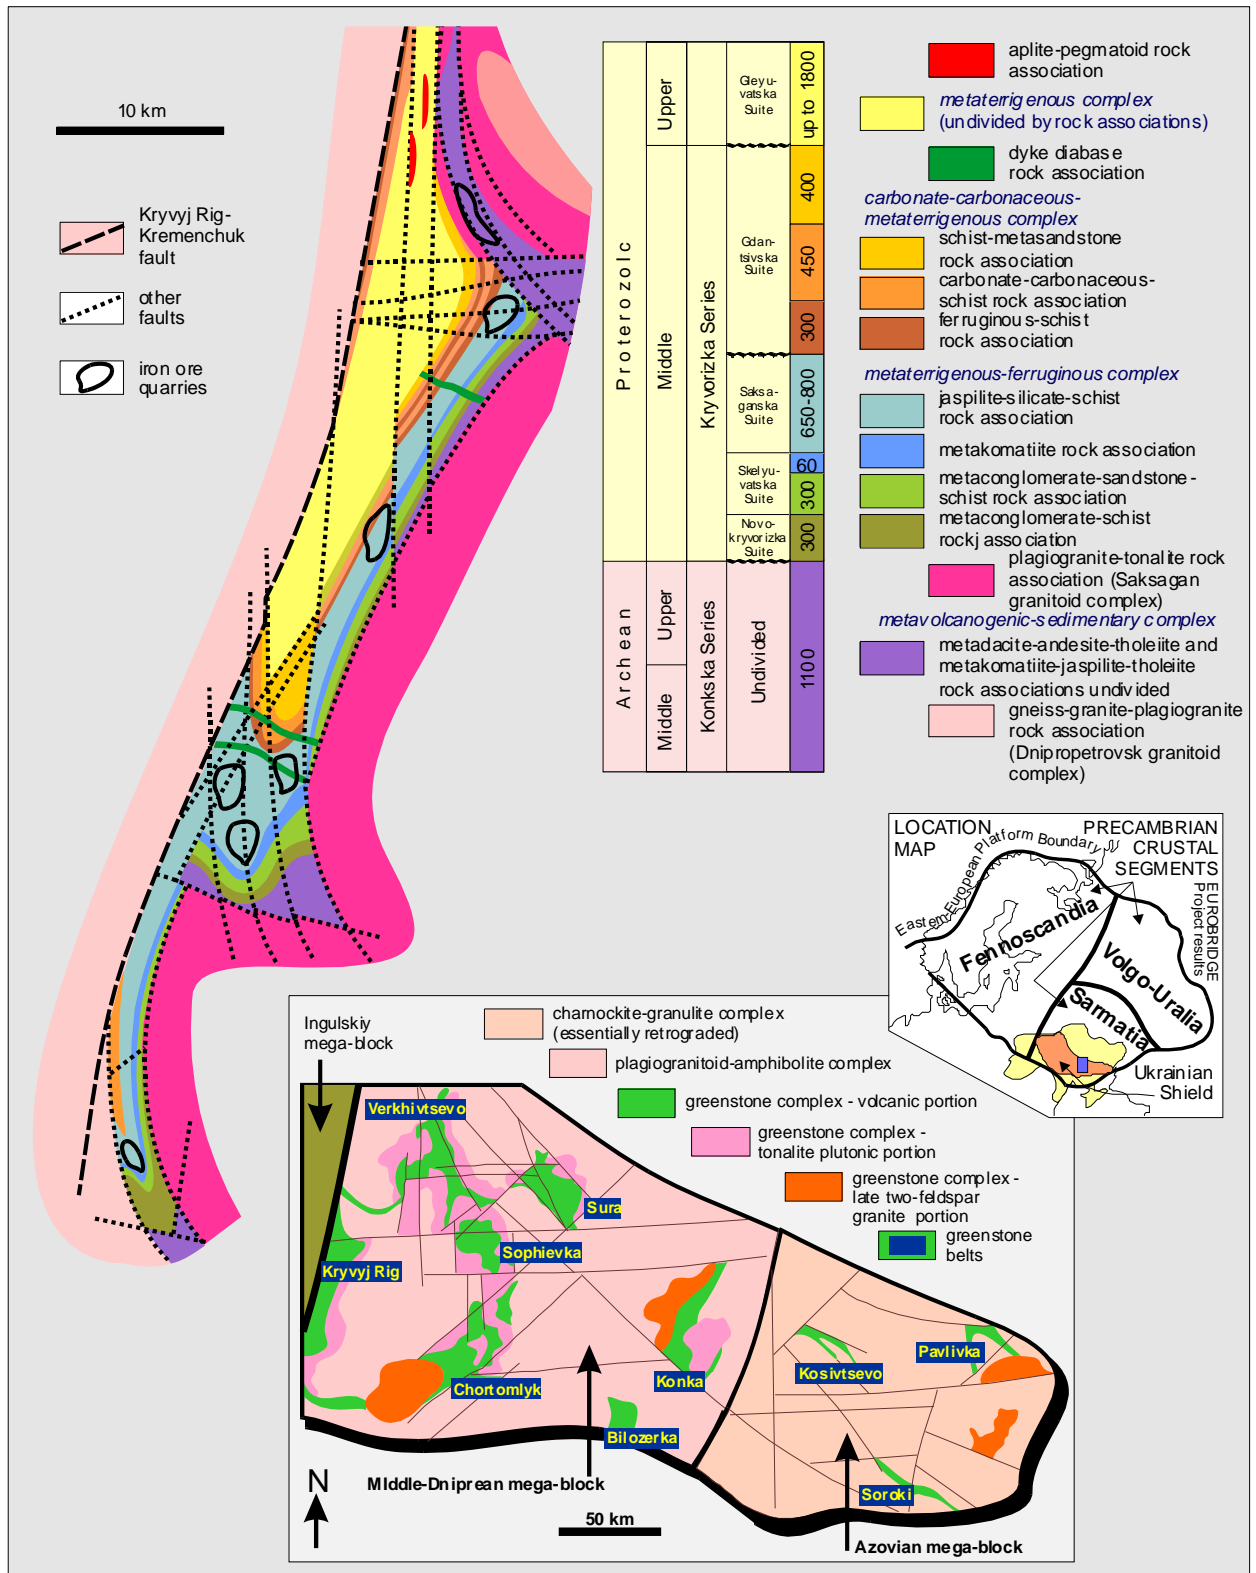 10 km
Kryvyj Rig-
Kremenchuk
fault
other
faults
iron ore
quarries
Proterozoic
Upper
Middle
Kryvorizka Series
Gleyu-
vatska
Suite
up to 1800
Gdan-
tsivska
Suite
400
450
300
Saksa-
ganska
Suite
650-800
Skelyu-
vatska
Suite
60
300
Novo-
kryvorizka
Suite
300
Archean
Upper
Middle
Konkska Series
Undivided
1100
aplite-pegmatoid rock
association
metaterrigenous complex
(undivided by rock associations)
dyke diabase
rock association
carbonate-carbonaceous-
metaterrigenous complex
schist-metasandstone
rock association
carbonate-carbonaceous-
schist rock association
ferruginous-schist
rock association
metaterrigenous-ferruginous complex
jaspilite-silicate-schist
rock association
metakomatiite rock association
metaconglomerate-sandstone-
schist rock association
metaconglomerate-schist
rockj association
plagiogranite-tonalite rock
association (Saksagan
granitoid complex)
metavolcanogenic-sedimentary complex
metadacite-andesite-tholeiite and
metakomatiite-jaspilite-tholeiite
rock associations undivided
gneiss-granite-plagiogranite
rock association
(Dnipropetrovsk granitoid
complex)
LOCATION
MAP
PRECAMBRIAN
CRUSTAL
SEGMENTS
Eastern European Platform Boundary
EUROBRIDGE
Project results
Fennoscandia
Volgo-Uralia
Sarmatia
Ukrainian
Shield
Ingulskiy
mega-block
charnockite-granulite complex
(essentially retrograded)
plagiogranitoid-amphibolite complex
greenstone complex - volcanic portion
greenstone complex -
tonalite plutonic portion
greenstone complex -
late two-feldspar
granite portion
greenstone
belts
Verkhivtsevo
Sura
Sophievka
Kryvyj Rig
Chortomlyk
Konka
Bilozerka
Kosivtsevo
Pavlivka
Soroki
MIddle-Dniprean mega-block
N
50 km
Azovian mega-block